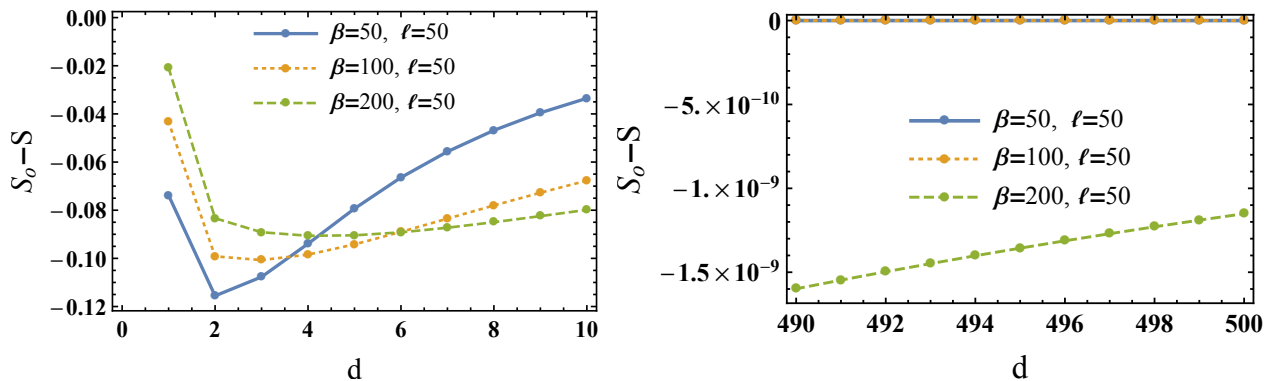 0.00
−0.02
−0.04
−0.06
−0.08
−0.10
−0.12
S_o−S
β=50, ℓ=50
β=100, ℓ=50
β=200, ℓ=50
0 2 4 6 8 10
d
0
−5.×10⁻¹⁰
−1.×10⁻⁹
−1.5×10⁻⁹
S_o−S
β=50, ℓ=50
β=100, ℓ=50
β=200, ℓ=50
490 492 494 496 498 500
d